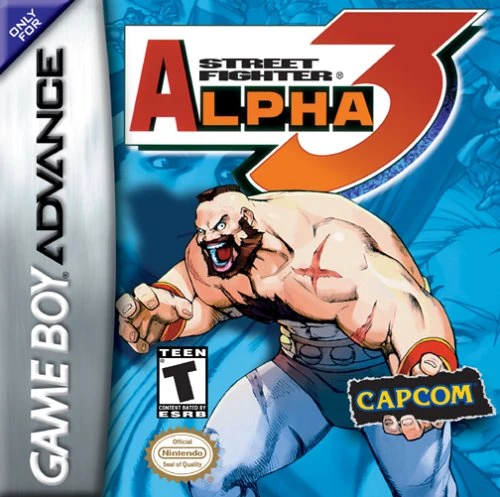 ONLY
FOR
GAME BOY ADVANCE
STREET
FIGHTER®
ALPHA 3
TEEN
T
CONTENT RATED BY
ESRB
CAPCOM
Official
Nintendo
Seal of Quality